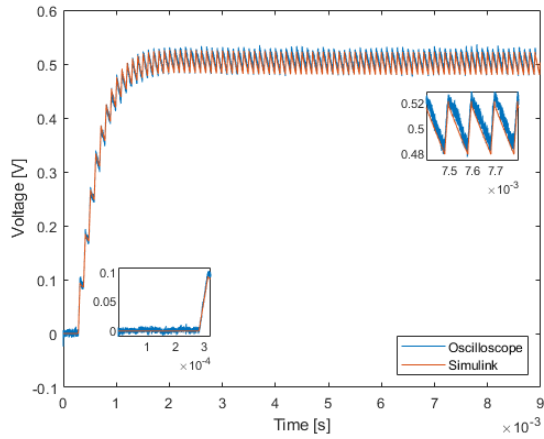 0.6
0.5
0.4
0.3
0.2
0.1
0
-0.1
Voltage [V]
0.52
0.5
0.48
7.5 7.6 7.7
×10⁻³
0.1
0.05
0
1 2 3
×10⁻⁴
Oscilloscope
Simulink
0 1 2 3 4 5 6 7 8 9
Time [s]
×10⁻³